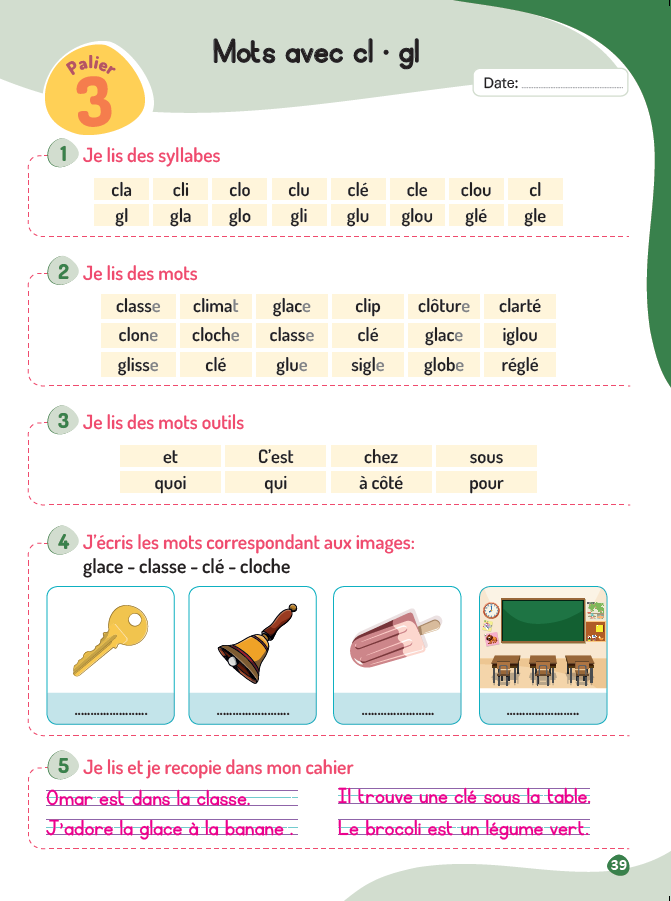 Mots avec cl · gl
Palier
3
Date: ........................
1 Je lis des syllabes
cla cli clo clu clé cle clou cl
gl gla glo gli glu glou glé gle
2 Je lis des mots
classe climat glace clip clôture clarté
clone cloche classe clé glace iglou
glisse clé glue sigle globe réglé
3 Je lis des mots outils
et C'est chez sous
quoi qui à côté pour
4 J'écris les mots correspondant aux images:
glace - classe - clé - cloche
...................... ...................... ...................... ......................
5 Je lis et je recopie dans mon cahier
Omar est dans la classe. Il trouve une clé sous la table.
J'adore la glace à la banane . Le brocoli est un légume vert.
39